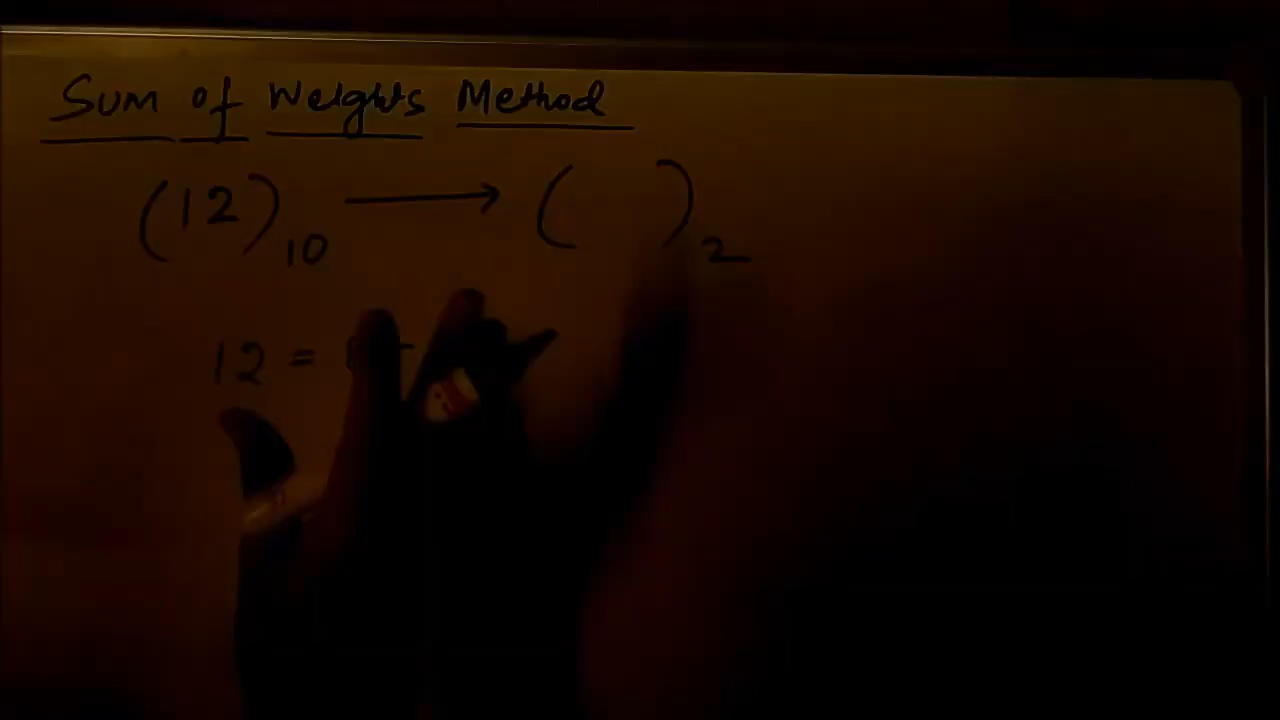 Sum of Weights Method
(12)10 → ( )2
12 =